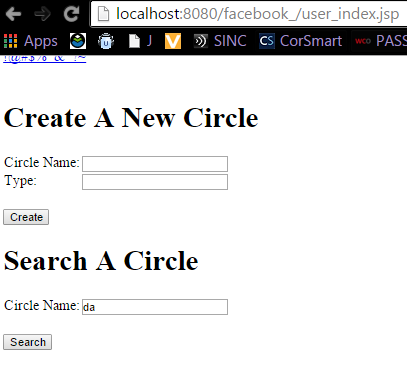 localhost:8080/facebook_/user_index.jsp
Apps J SINC CS CorSmart wco PASS
Create A New Circle
Circle Name:
Type:
Create
Search A Circle
Circle Name: da
Search